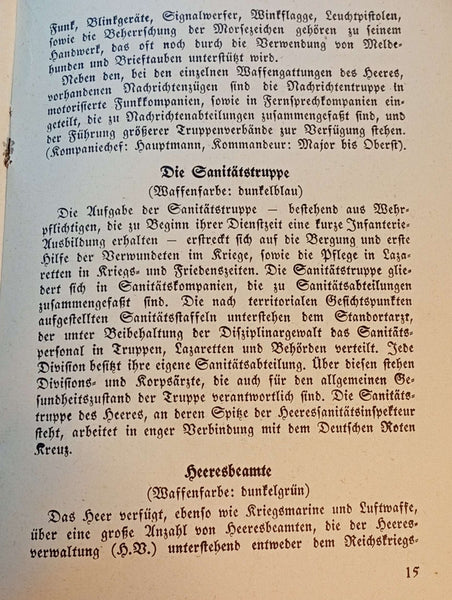 Funk, Blinkgeräte, Signalwerfer, Winkflagge, Leuchtpistolen,
sowie die Beherrschung der Morsezeichen gehören zu seinem
Handwerk, das oft noch durch die Verwendung von Melde-
hunden und Brieftauben unterstützt wird.
Neben den, bei den einzelnen Waffengattungen des Heeres,
vorhandenen Nachrichtenzügen sind die Nachrichtentruppe in
motorisierte Funkkompanien, sowie in Fernsprechkompanien ein-
geteilt, die zu Nachrichtenabteilungen zusammengefaßt sind, und
der Führung größerer Truppenverbände zur Verfügung stehen.
(Kompaniechef: Hauptmann, Kommandeur: Major bis Oberst).
Die Sanitätstruppe
(Waffenfarbe: dunkelblau)
Die Aufgabe der Sanitätstruppe — bestehend aus Wehr-
pflichtigen, die zu Beginn ihrer Dienstzeit eine kurze Infanterie-
Ausbildung erhalten — erstreckt sich auf die Bergung und erste
Hilfe der Verwundeten im Kriege, sowie die Pflege in Laza-
retten in Kriegs- und Friedenszeiten. Die Sanitätstruppe glie-
dert sich in Sanitätskompanien, die zu Sanitätsabteilungen
zusammengefaßt sind. Die nach territorialen Gesichtspunkten
aufgestellten Sanitätsstaffeln unterstehen dem Standortarzt,
der unter Beibehaltung der Disziplinargewalt das Sanitäts-
personal in Truppen, Lazaretten und Behörden verteilt. Jede
Division besitzt ihre eigene Sanitätsabteilung. Über diesen stehen
Divisions- und Korpsärzte, die auch für den allgemeinen Ge-
sundheitszustand der Truppe verantwortlich sind. Die Sanitäts-
truppe des Heeres, an deren Spitze der Heeressanitätsinspekteur
steht, arbeitet in enger Verbindung mit dem Deutschen Roten
Kreuz.
Heeresbeamte
(Waffenfarbe: dunkelgrün)
Das Heer verfügt, ebenso wie Kriegsmarine und Luftwaffe,
über eine große Anzahl von Heeresbeamten, die der Heeres-
verwaltung (H.V.) unterstehend entweder dem Reichskriegs-
15